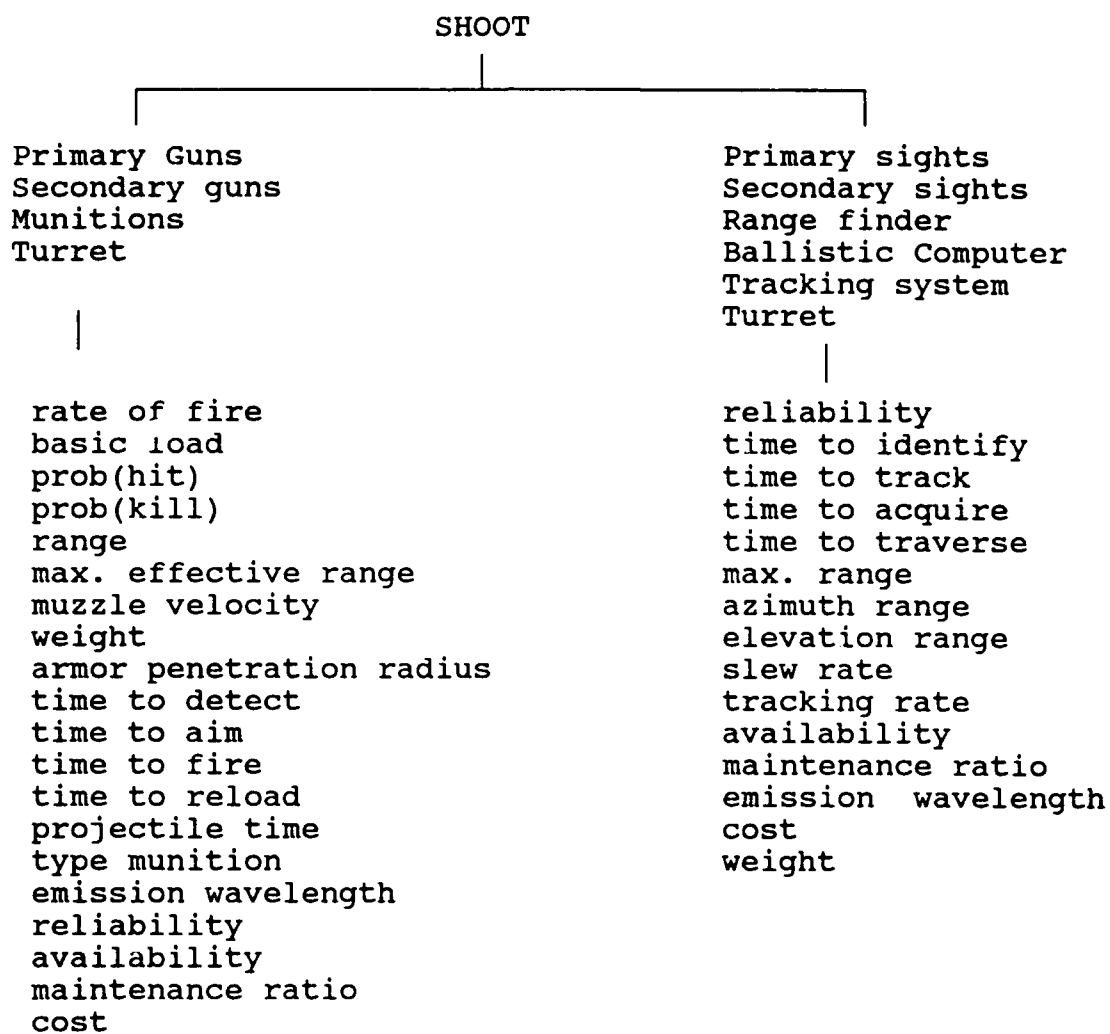 SHOOT
Primary Guns
Secondary guns
Munitions
Turret
rate of fire
basic load
prob(hit)
prob(kill)
range
max. effective range
muzzle velocity
weight
armor penetration radius
time to detect
time to aim
time to fire
time to reload
projectile time
type munition
emission wavelength
reliability
availability
maintenance ratio
cost
Primary sights
Secondary sights
Range finder
Ballistic Computer
Tracking system
Turret
reliability
time to identify
time to track
time to acquire
time to traverse
max. range
azimuth range
elevation range
slew rate
tracking rate
availability
maintenance ratio
emission wavelength
cost
weight